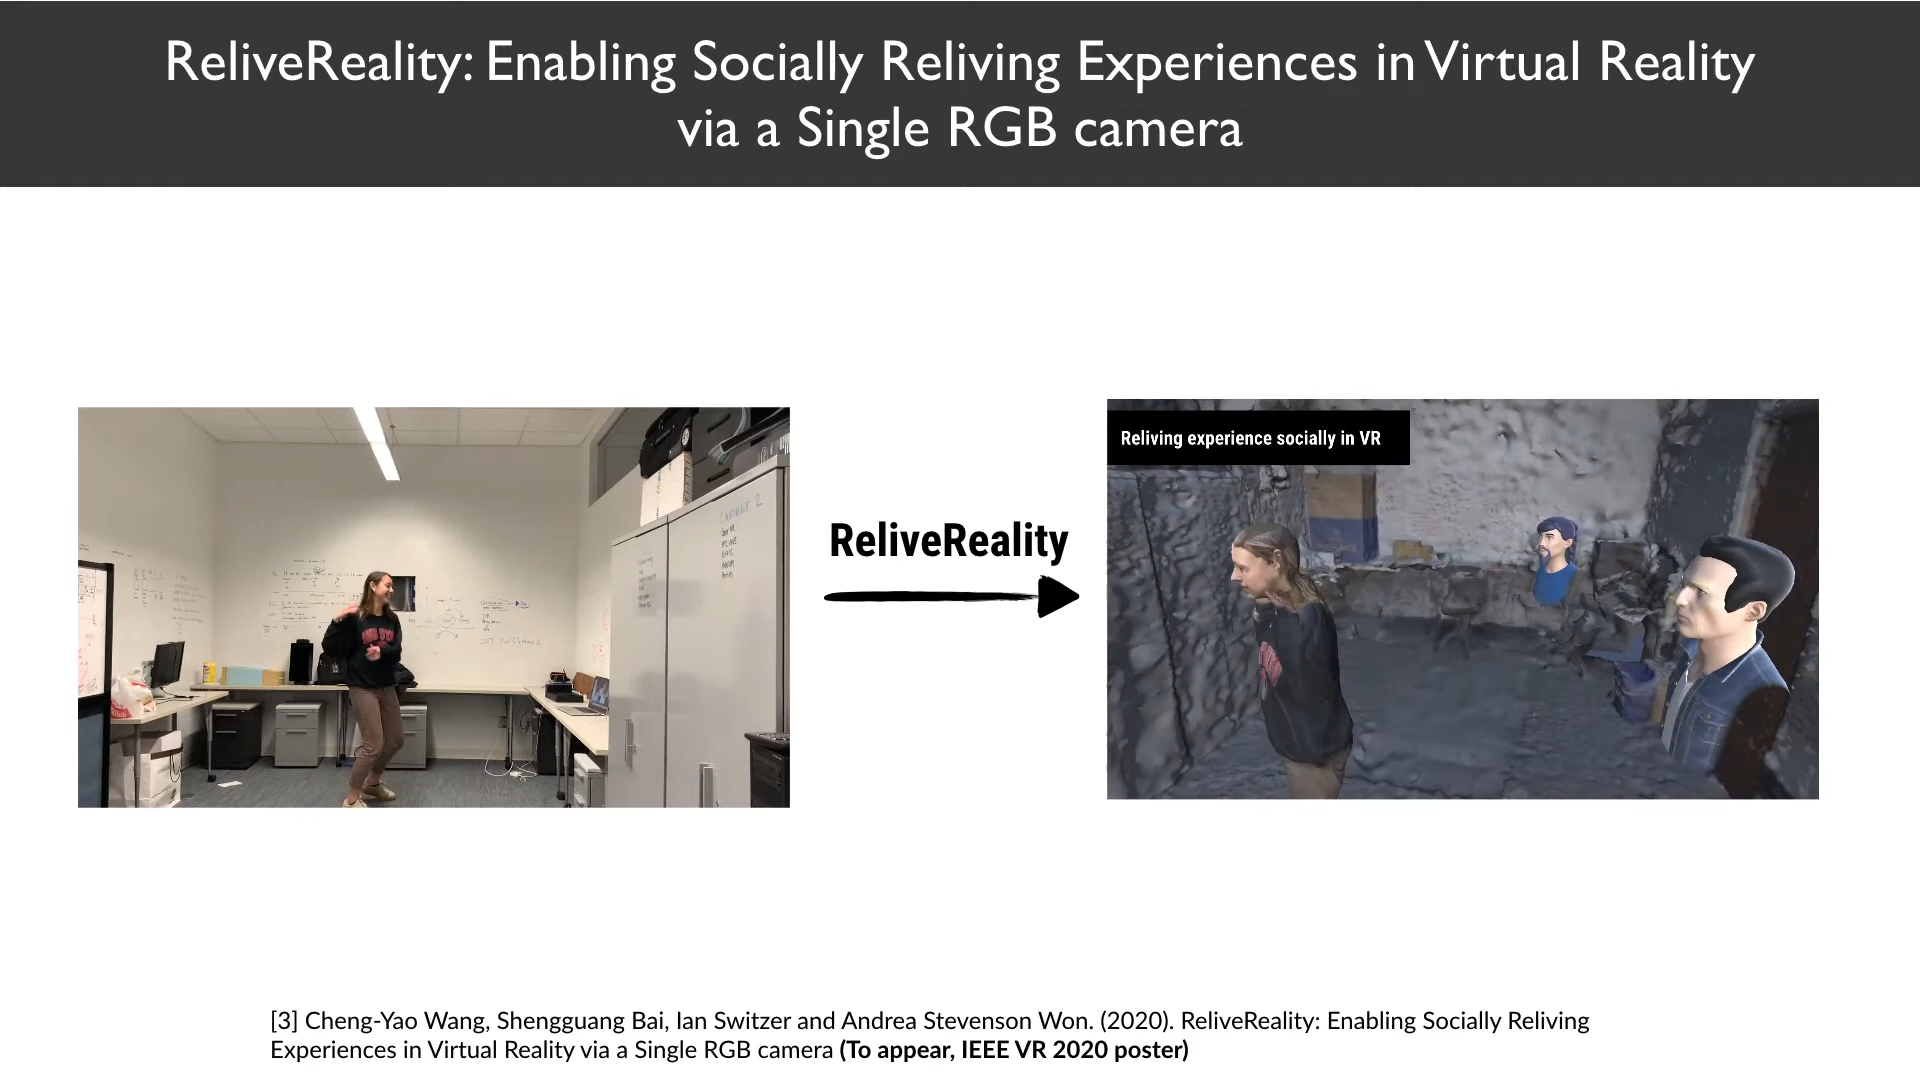 ReliveReality: Enabling Socially Reliving Experiences in Virtual Reality
via a Single RGB camera
Reliving experience socially in VR
ReliveReality
CABINET 2
[3] Cheng-Yao Wang, Shengguang Bai, Ian Switzer and Andrea Stevenson Won. (2020). ReliveReality: Enabling Socially Reliving
Experiences in Virtual Reality via a Single RGB camera (To appear, IEEE VR 2020 poster)